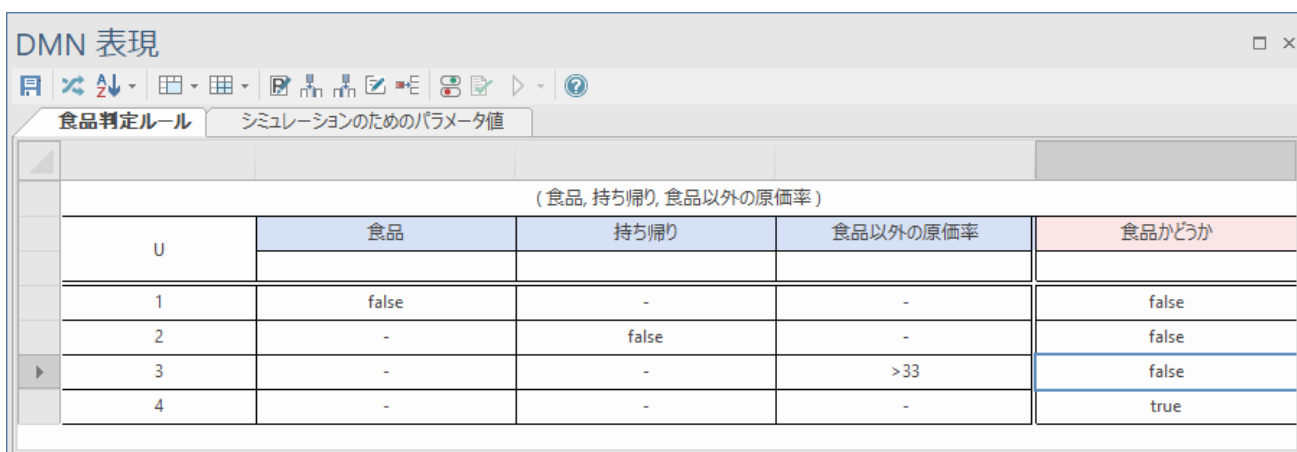 DMN 表現
食品判定ルール シミュレーションのためのパラメータ値
( 食品, 持ち帰り, 食品以外の原価率 )
U 食品 持ち帰り 食品以外の原価率 食品かどうか
1 false - - false
2 - false - false
3 - - >33 false
4 - - - true